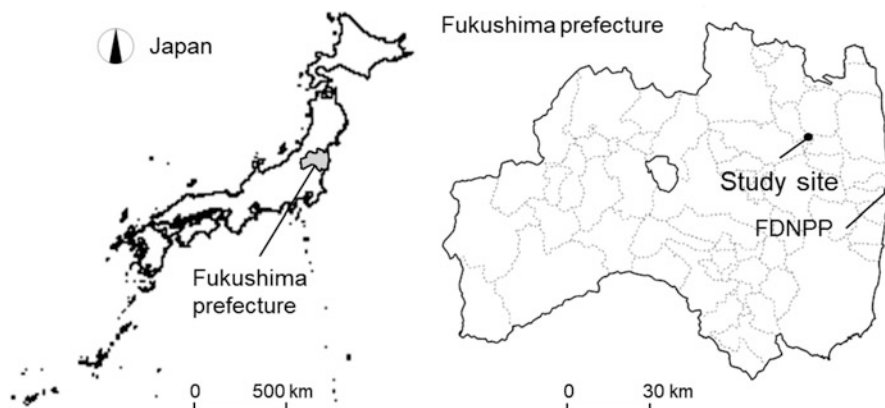 Japan
Fukushima
prefecture
0 500 km
Fukushima prefecture
Study site
FDNPP
0 30 km